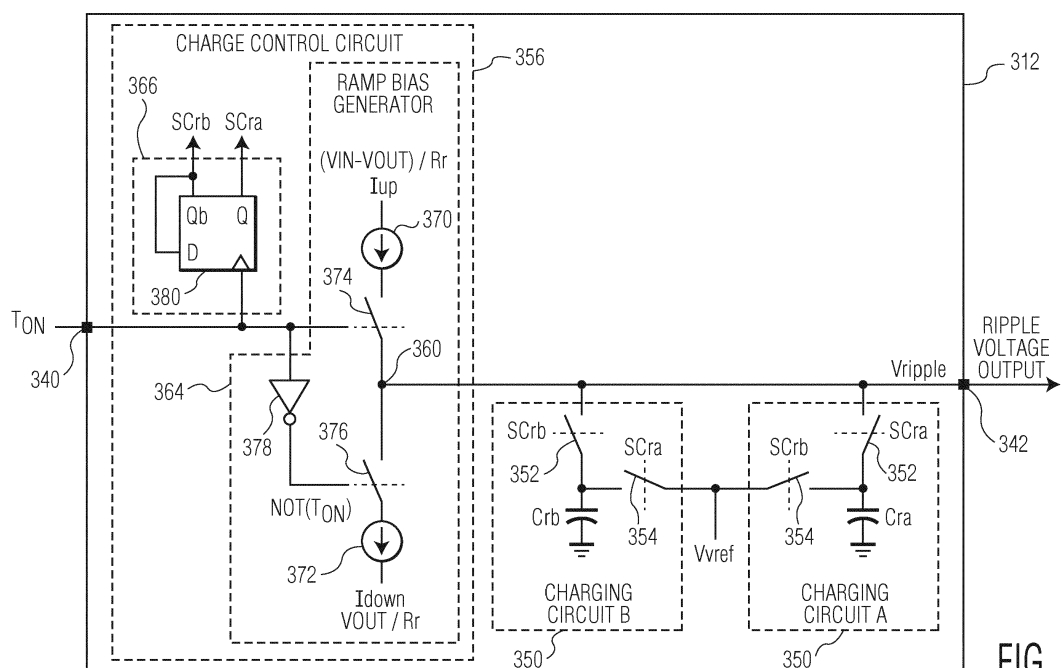 CHARGE CONTROL CIRCUIT
356
312
366
SCrb
SCra
RAMP BIAS
GENERATOR
(VIN-VOUT) / Rr
Iup
370
Qb
Q
D
380
374
TON
340
360
RIPPLE
VOLTAGE
OUTPUT
Vripple
342
364
378
376
NOT(TON)
372
Idown
VOUT / Rr
SCrb
352
SCra
354
Crb
Vvref
SCrb
354
SCra
352
Cra
CHARGING
CIRCUIT B
350
CHARGING
CIRCUIT A
350
FIG